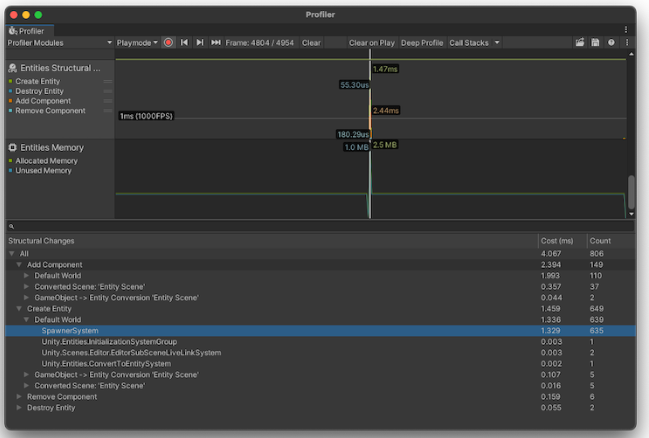 Profiler
Profiler
Profiler Modules Playmode Frame: 4804 / 4954 Clear Clear on Play Deep Profile Call Stacks
Entities Structural ...
Create Entity
Destroy Entity
Add Component
Remove Component
1.47ms
55.30us
2.44ms
1ms (1000FPS)
180.29us
Entities Memory
Allocated Memory
Unused Memory
1.0 MB 2.5 MB
Structural Changes Cost (ms) Count
All 4.067 806
Add Component 2.394 149
Default World 1.993 110
Converted Scene: 'Entity Scene' 0.357 37
GameObject -> Entity Conversion 'Entity Scene' 0.044 2
Create Entity 1.459 649
Default World 1.336 639
SpawnerSystem 1.329 635
Unity.Entities.InitializationSystemGroup 0.003 1
Unity.Scenes.Editor.EditorSubSceneLiveLinkSystem 0.003 2
Unity.Entities.ConvertToEntitySystem 0.002 1
GameObject -> Entity Conversion 'Entity Scene' 0.107 5
Converted Scene: 'Entity Scene' 0.016 5
Remove Component 0.159 6
Destroy Entity 0.055 2